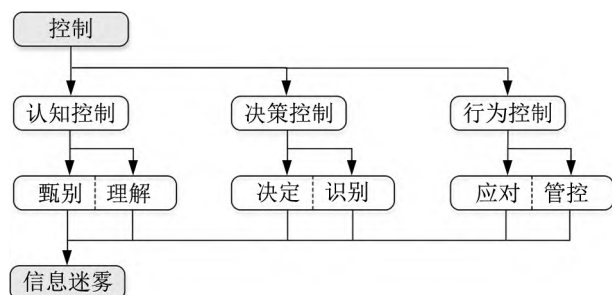 控制
认知控制 决策控制 行为控制
甄别 理解 决定 识别 应对 管控
信息迷雾